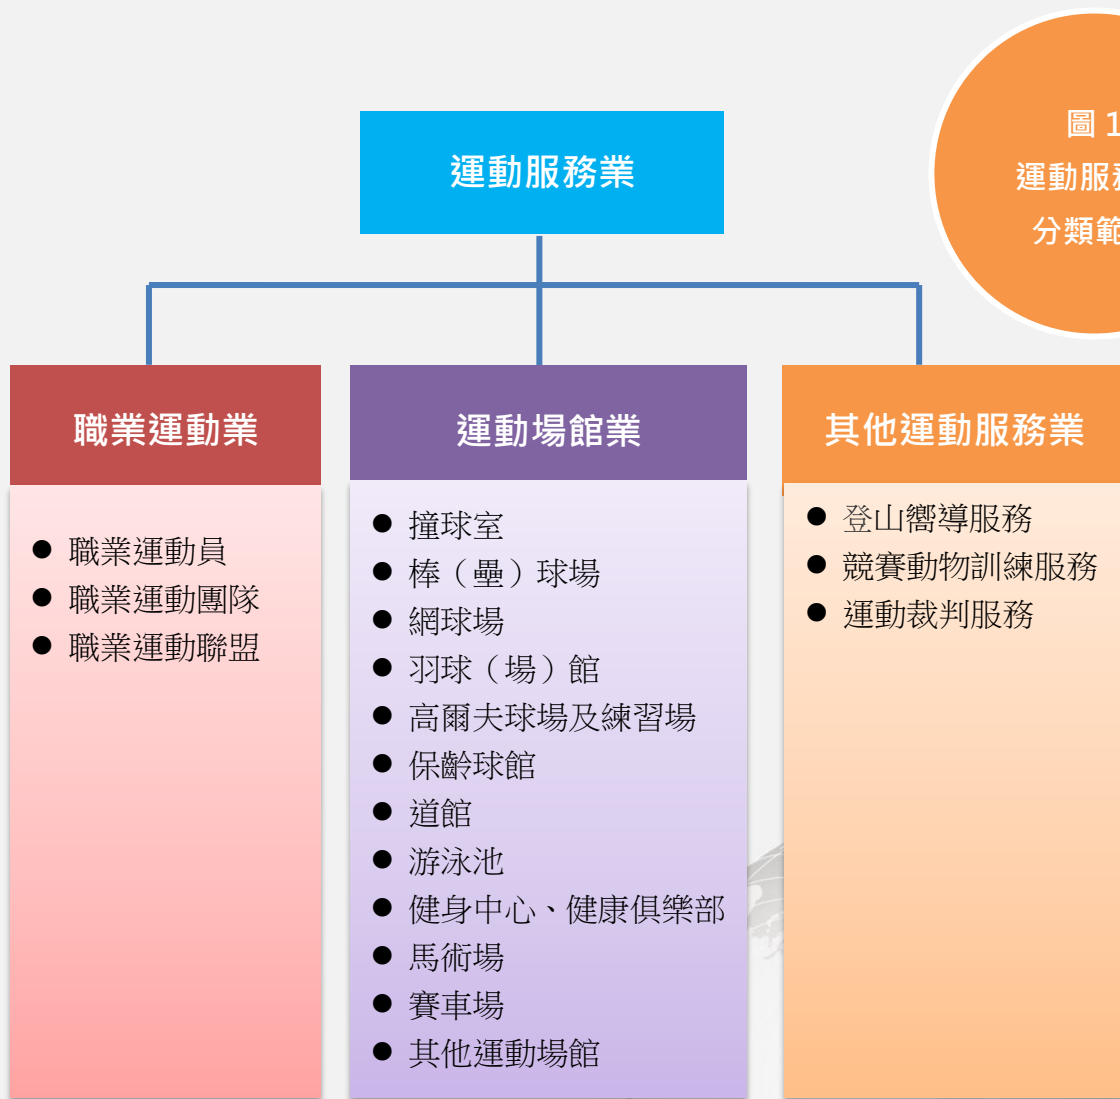 圖 1
運動服務
分類範
運動服務業
職業運動業
● 職業運動員
● 職業運動團隊
● 職業運動聯盟
運動場館業
● 撞球室
● 棒（壘）球場
● 網球場
● 羽球（場）館
● 高爾夫球場及練習場
● 保齡球館
● 道館
● 游泳池
● 健身中心、健康俱樂部
● 馬術場
● 賽車場
● 其他運動場館
其他運動服務業
● 登山嚮導服務
● 競賽動物訓練服務
● 運動裁判服務